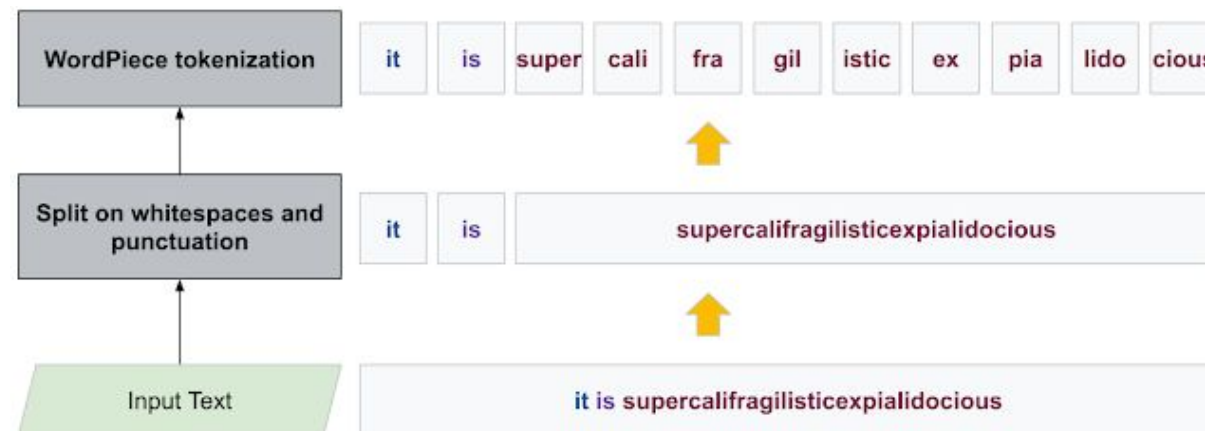 WordPiece tokenization
it is super cali fra gil istic ex pia lido cious
Split on whitespaces and
punctuation
it is supercalifragilisticexpialidocious
Input Text
it is supercalifragilisticexpialidocious